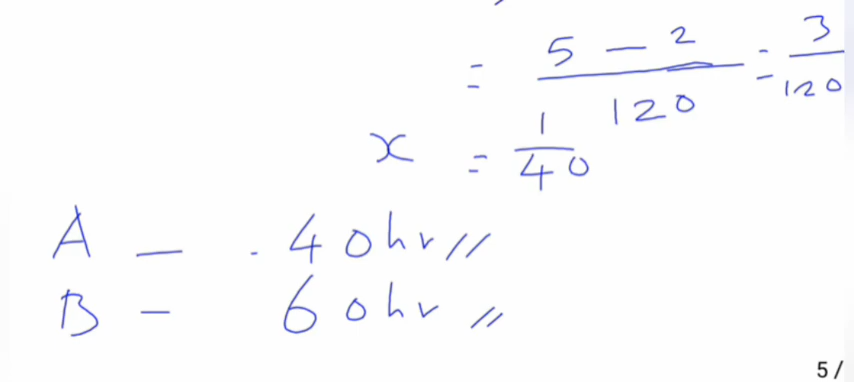 = 5 - 2 / 120 = 3 / 120
x = 1 / 40
A - 40hr //
B - 60hr //
5/